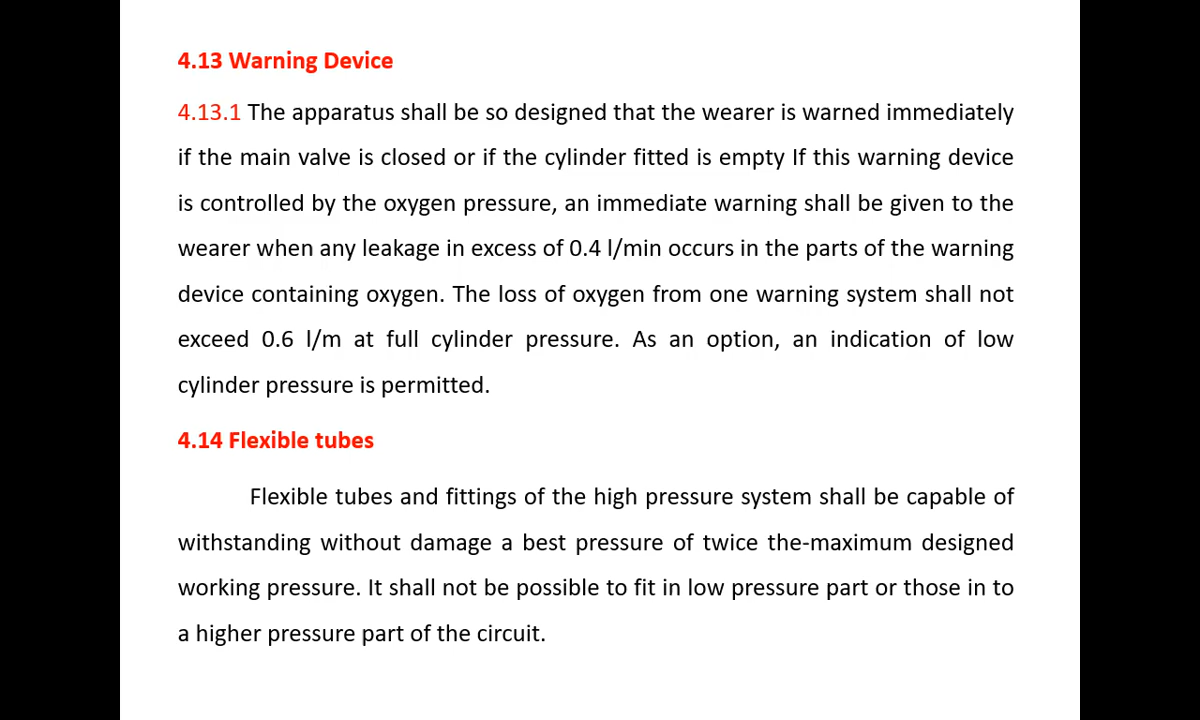 4.13 Warning Device
4.13.1 The apparatus shall be so designed that the wearer is warned immediately
if the main valve is closed or if the cylinder fitted is empty If this warning device
is controlled by the oxygen pressure, an immediate warning shall be given to the
wearer when any leakage in excess of 0.4 l/min occurs in the parts of the warning
device containing oxygen. The loss of oxygen from one warning system shall not
exceed 0.6 l/m at full cylinder pressure. As an option, an indication of low
cylinder pressure is permitted.
4.14 Flexible tubes
Flexible tubes and fittings of the high pressure system shall be capable of
withstanding without damage a best pressure of twice the-maximum designed
working pressure. It shall not be possible to fit in low pressure part or those in to
a higher pressure part of the circuit.